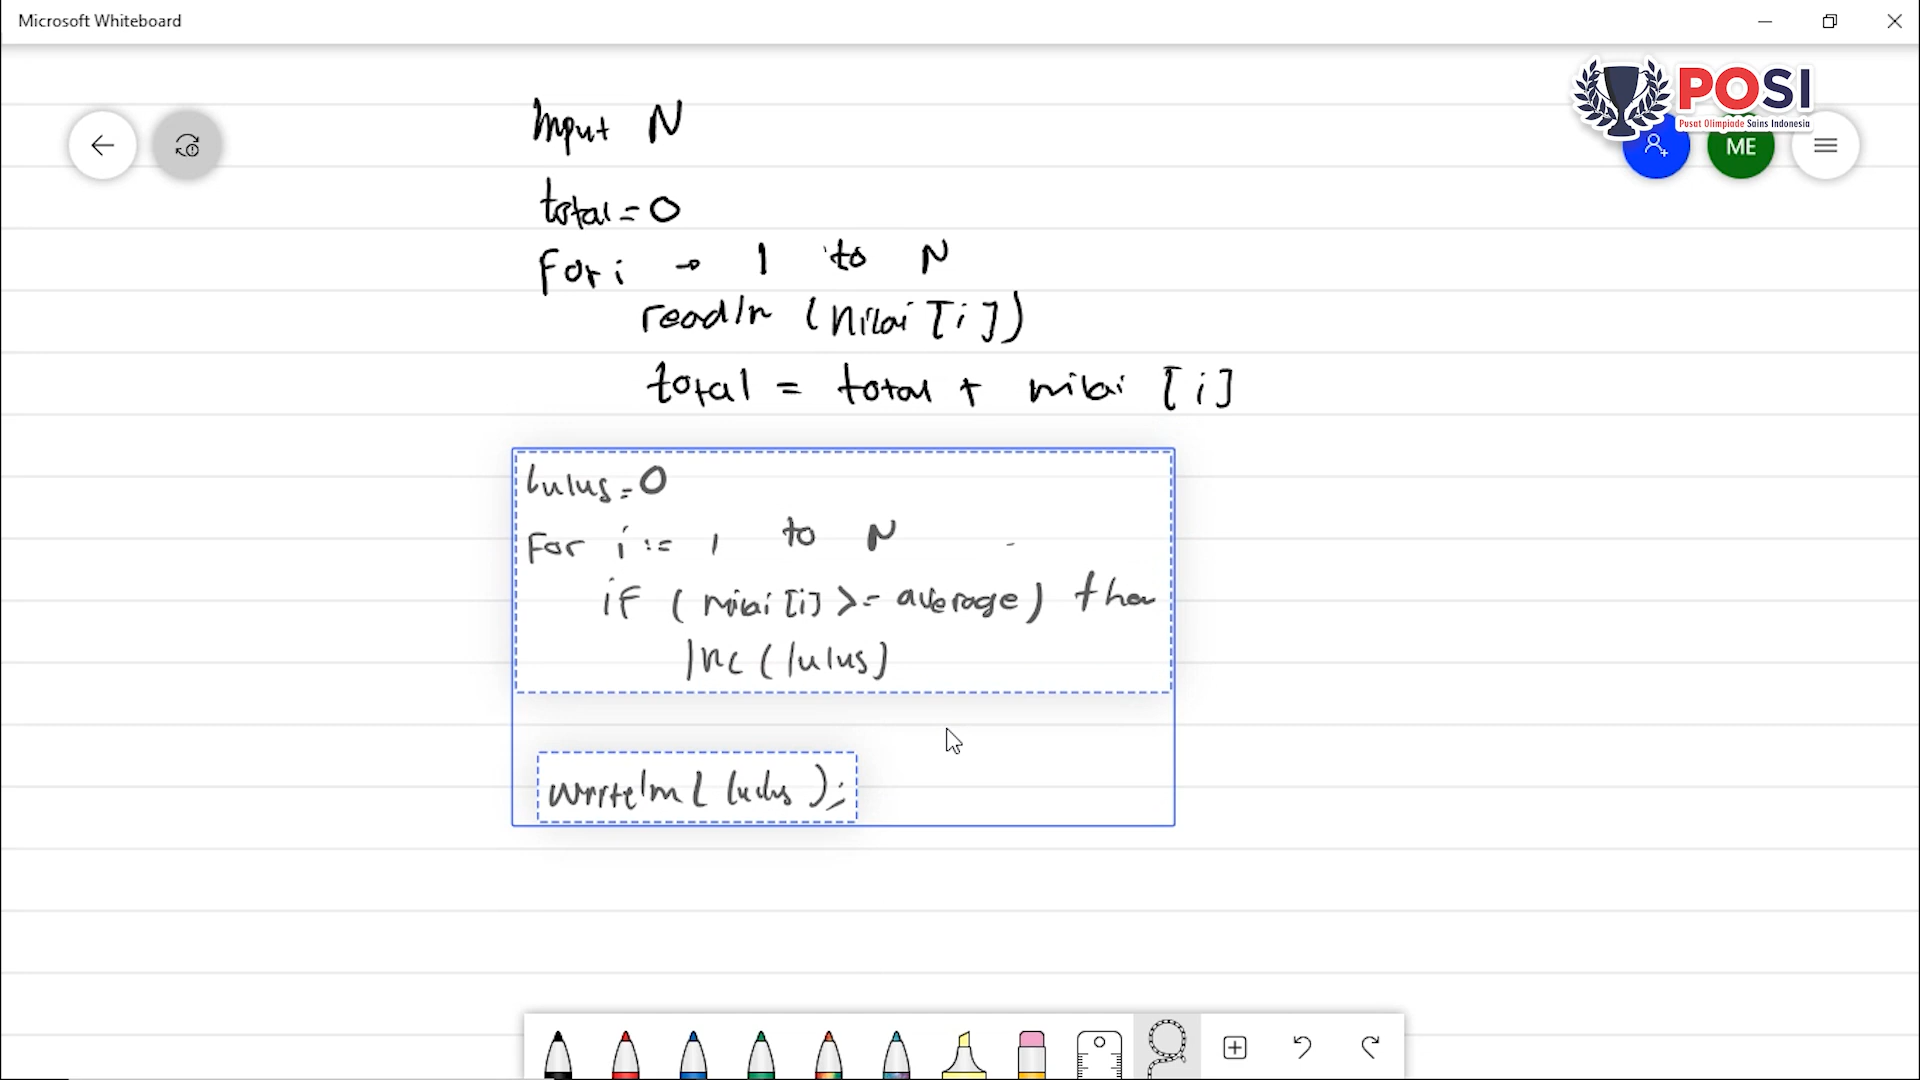 Microsoft Whiteboard
POSI
Pusat Olimpiade Sains Indonesia
ME
Input N
total = 0
For i → 1 to N
readln (Nilai [i])
total = total + nilai [i]
lulus = 0
For i := 1 to N
if (nilai [i] >= average) then
Inc (lulus)
writeln ( lulus );